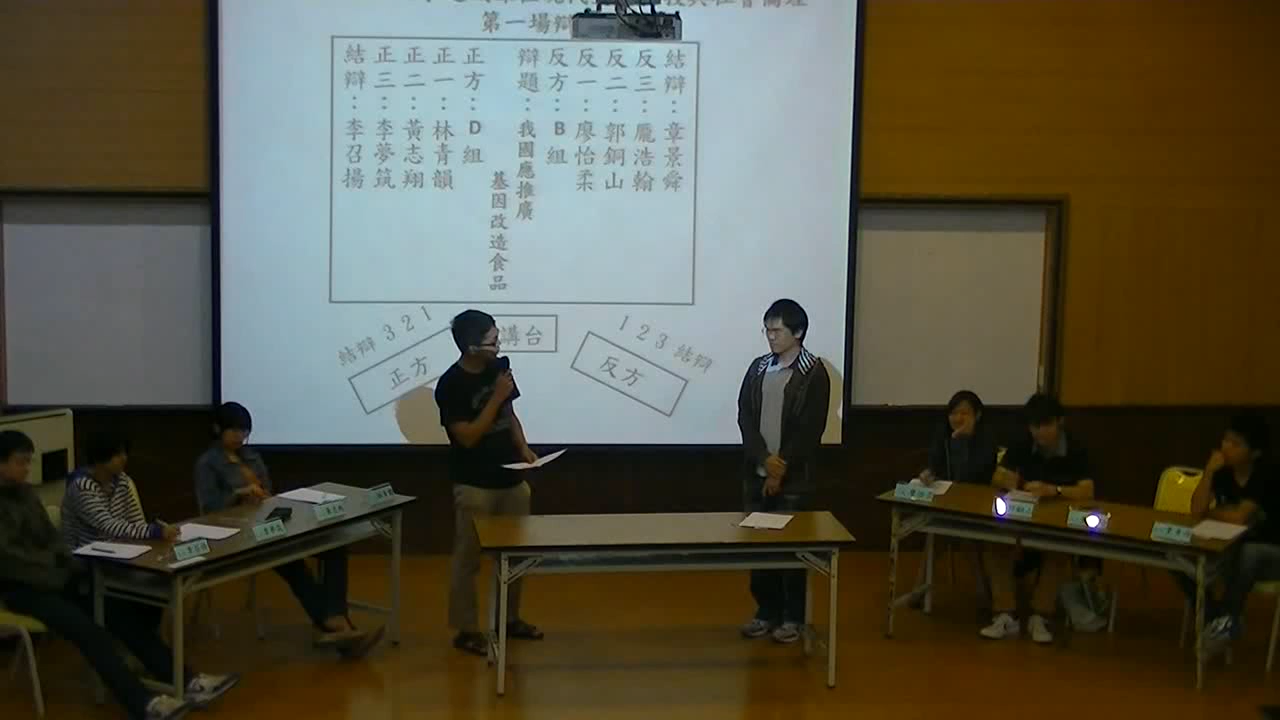 第一場辯
結辯：章景舜
反三：龐浩翰
反二：郭銅山
反一：廖怡柔
反方：B組
辯題：我國應推廣
基因改造食品
正方：D組
正一：林青韻
正二：黃志翔
正三：李夢筑
結辯：李召揚
結辯 3 2 1
正方
講台
1 2 3 結辯
反方